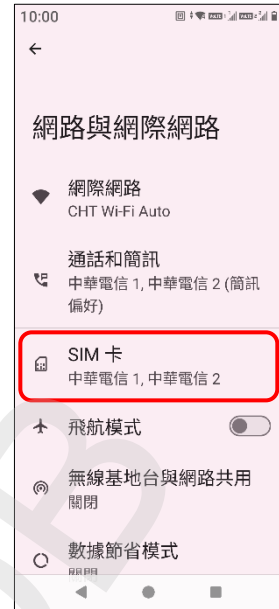 10:00
網路與網際網路
網際網路
CHT Wi-Fi Auto
通話和簡訊
中華電信 1, 中華電信 2 (簡訊
偏好)
SIM 卡
中華電信 1, 中華電信 2
飛航模式
無線基地台與網路共用
關閉
數據節省模式
關閉